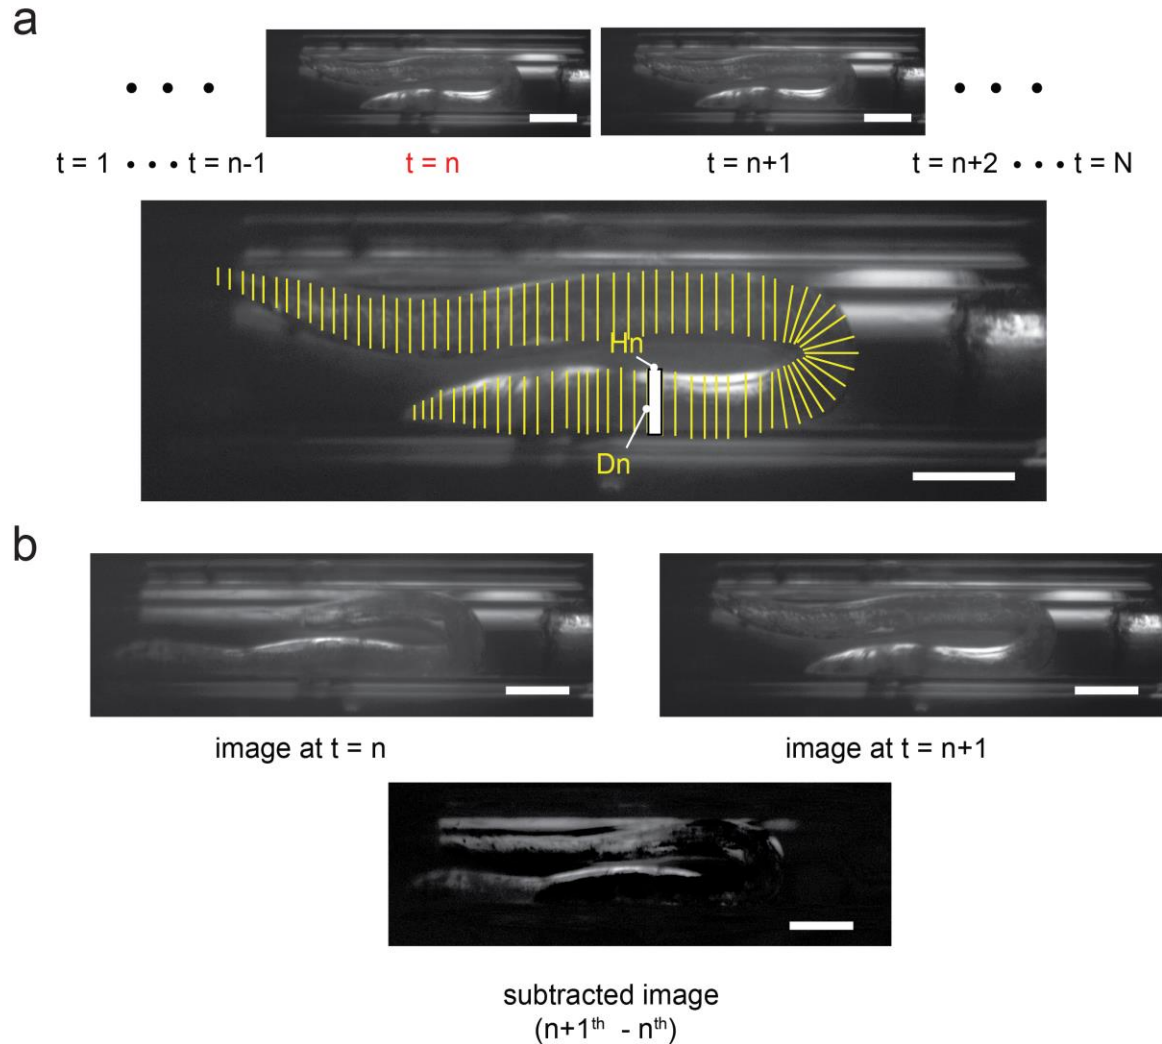 a
t = 1 • • • t = n-1 t = n t = n+1 t = n+2 • • • t = N
Hn
Dn
b
image at t = n image at t = n+1
subtracted image
(n+1th - nth)